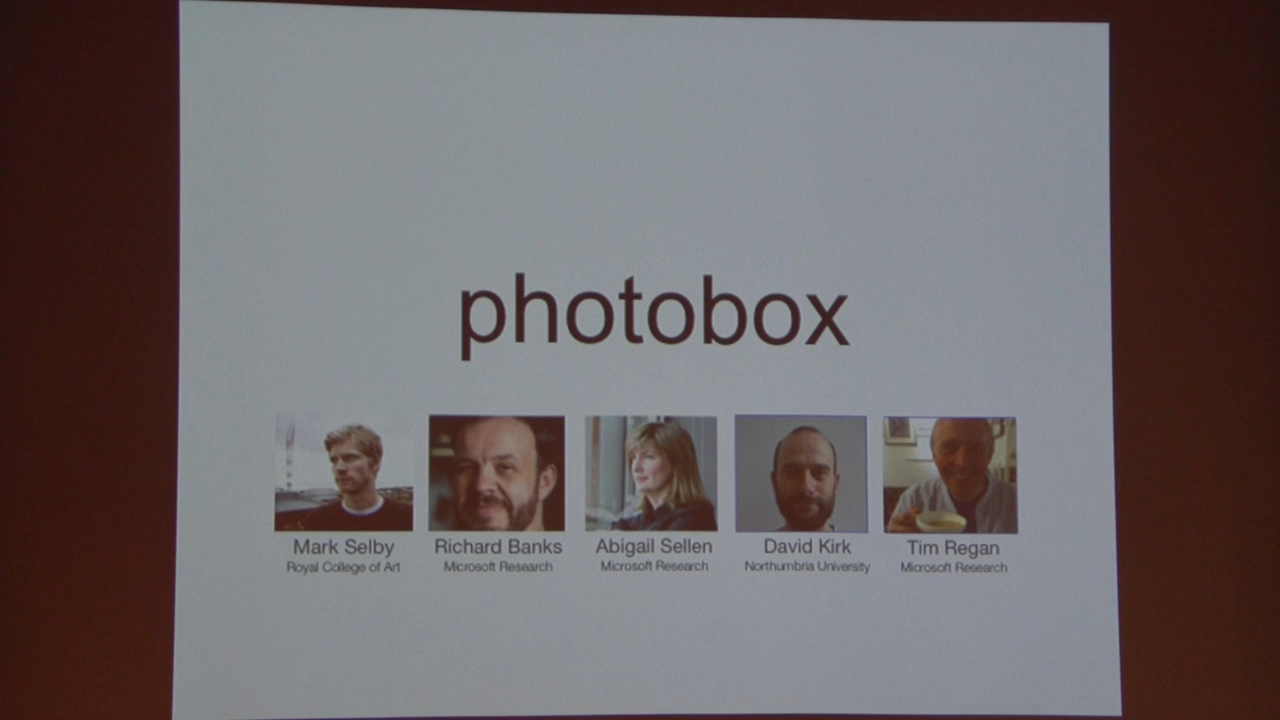 photobox
Mark Selby Richard Banks Abigail Sellen David Kirk Tim Regan
Royal College of Art Microsoft Research Microsoft Research Northumbria University Microsoft Research